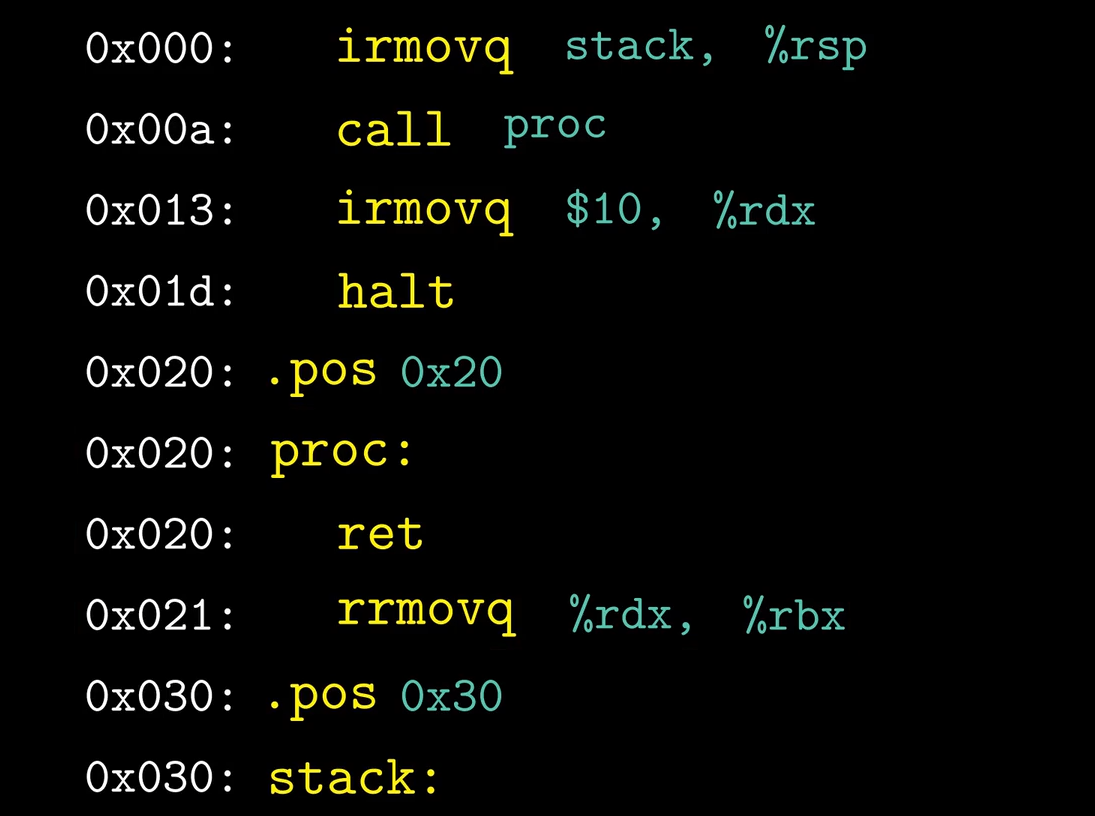 0x000: irmovq stack, %rsp
0x00a: call proc
0x013: irmovq $10, %rdx
0x01d: halt
0x020: .pos 0x20
0x020: proc:
0x020: ret
0x021: rrmovq %rdx, %rbx
0x030: .pos 0x30
0x030: stack: